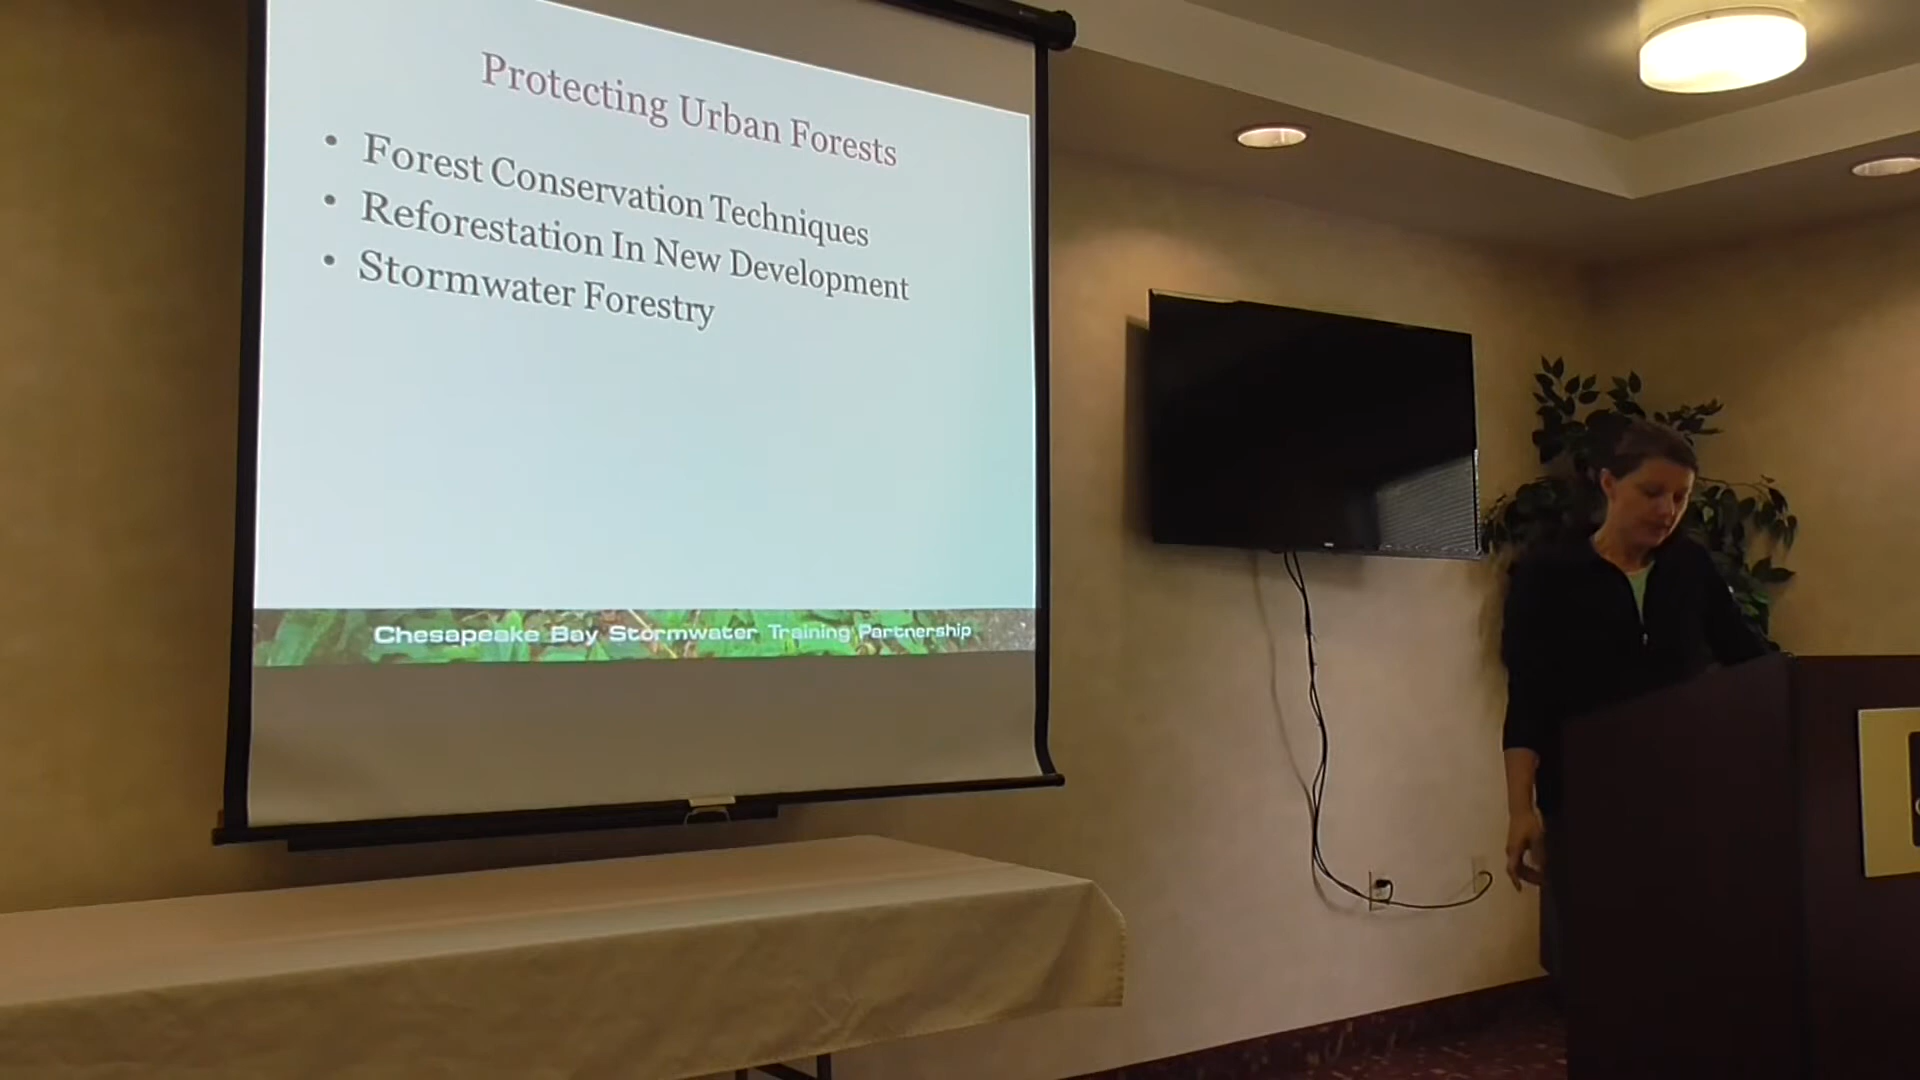 Protecting Urban Forests
• Forest Conservation Techniques
• Reforestation In New Development
• Stormwater Forestry
Chesapeake Bay Stormwater Training Partnership